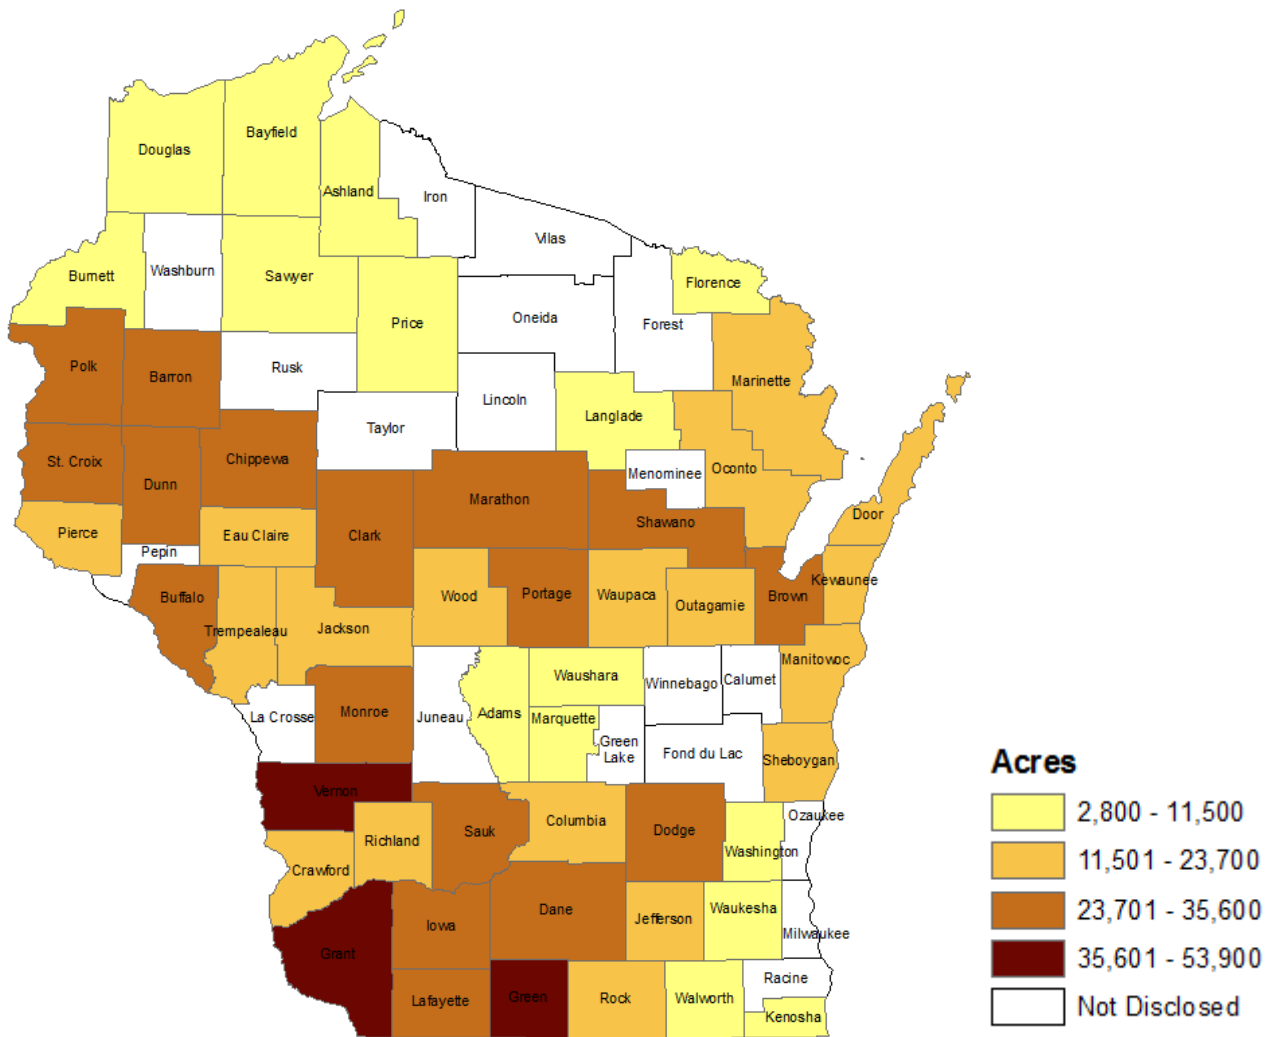 Bayfield
Douglas
Ashland
Iron
Vilas
Washburn
Burnett
Sawyer
Florence
Price
Oneida
Forest
Polk
Barron
Rusk
Marinette
Lincoln
Langlade
Taylor
St. Croix
Chippewa
Dunn
Menominee
Oconto
Marathon
Shawano
Door
Pierce
Eau Claire
Clark
Pepin
Kewaunee
Buffalo
Wood
Portage
Waupaca
Outagamie
Brown
Trempealeau
Jackson
Manitowoc
Waushara
Winnebago
Calumet
La Crosse
Monroe
Juneau
Adams
Marquette
Green
Lake
Fond du Lac
Sheboygan
Vernon
Richland
Sauk
Columbia
Dodge
Ozaukee
Washington
Crawford
Iowa
Dane
Jefferson
Waukesha
Milwaukee
Grant
Lafayette
Green
Rock
Walworth
Racine
Kenosha
Acres
2,800 - 11,500
11,501 - 23,700
23,701 - 35,600
35,601 - 53,900
Not Disclosed